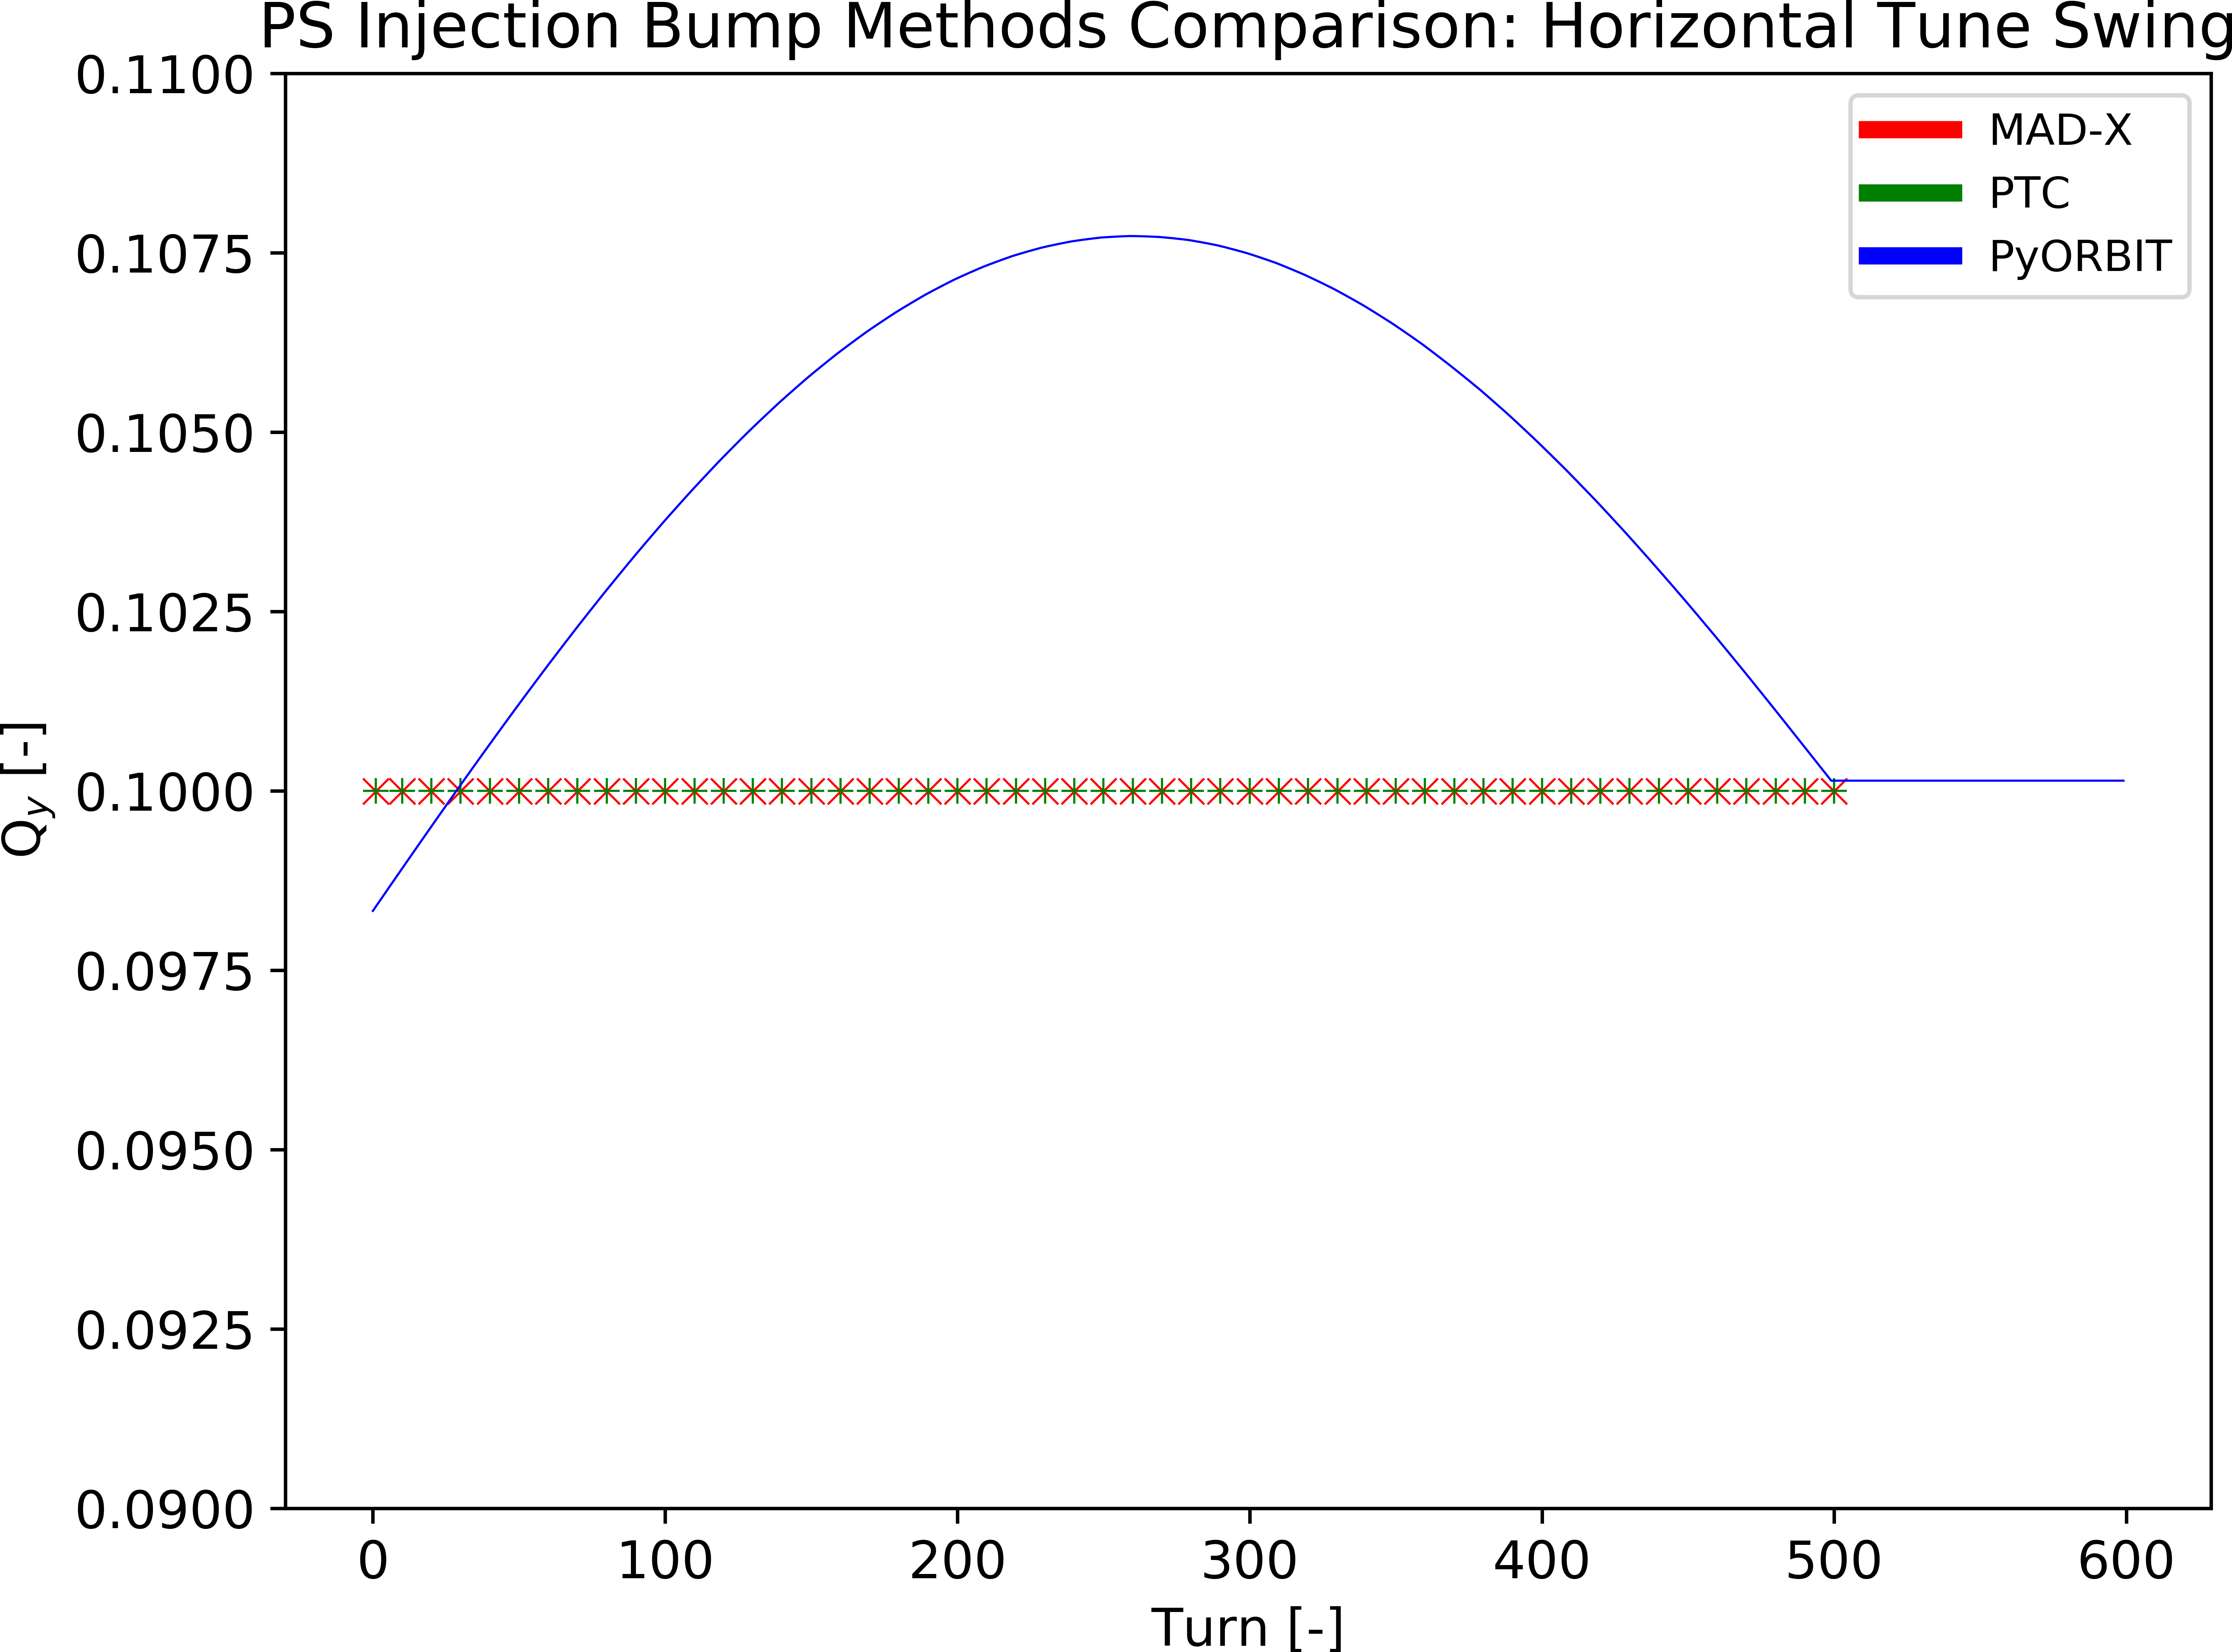 PS Injection Bump Methods Comparison: Horizontal Tune Swing
0.1100
0.1075
0.1050
0.1025
0.1000
0.0975
0.0950
0.0925
0.0900
Qy [-]
MAD-X
PTC
PyORBIT
0 100 200 300 400 500 600
Turn [-]